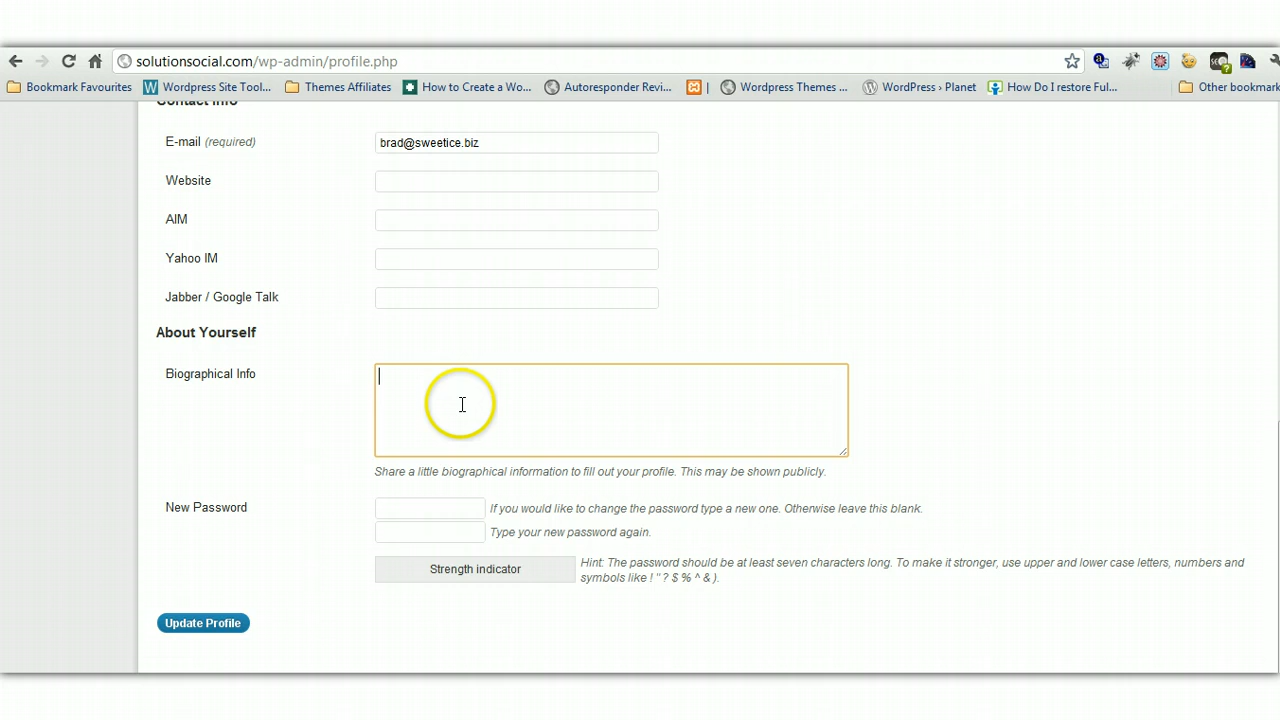 solutionsocial.com/wp-admin/profile.php
Bookmark Favourites Wordpress Site Tool... Themes Affiliates How to Create a Wo... Autoresponder Revi... | Wordpress Themes ... WordPress › Planet How Do I restore Ful... Other bookmark
Contact Info
E-mail (required) brad@sweetice.biz
Website
AIM
Yahoo IM
Jabber / Google Talk
About Yourself
Biographical Info
Share a little biographical information to fill out your profile. This may be shown publicly.
New Password If you would like to change the password type a new one. Otherwise leave this blank.
Type your new password again.
Strength indicator Hint: The password should be at least seven characters long. To make it stronger, use upper and lower case letters, numbers and
symbols like ! " ? $ % ^ & ).
Update Profile